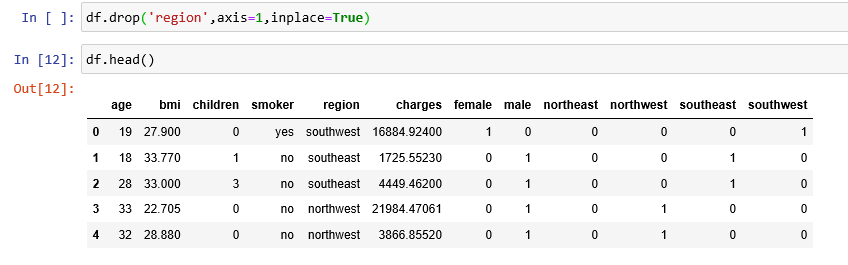 In [ ]: df.drop('region',axis=1,inplace=True)
In [12]: df.head()
Out[12]:
age bmi children smoker region charges female male northeast northwest southeast southwest
0 19 27.900 0 yes southwest 16884.92400 1 0 0 0 0 1
1 18 33.770 1 no southeast 1725.55230 0 1 0 0 1 0
2 28 33.000 3 no southeast 4449.46200 0 1 0 0 1 0
3 33 22.705 0 no northwest 21984.47061 0 1 0 1 0 0
4 32 28.880 0 no northwest 3866.85520 0 1 0 1 0 0